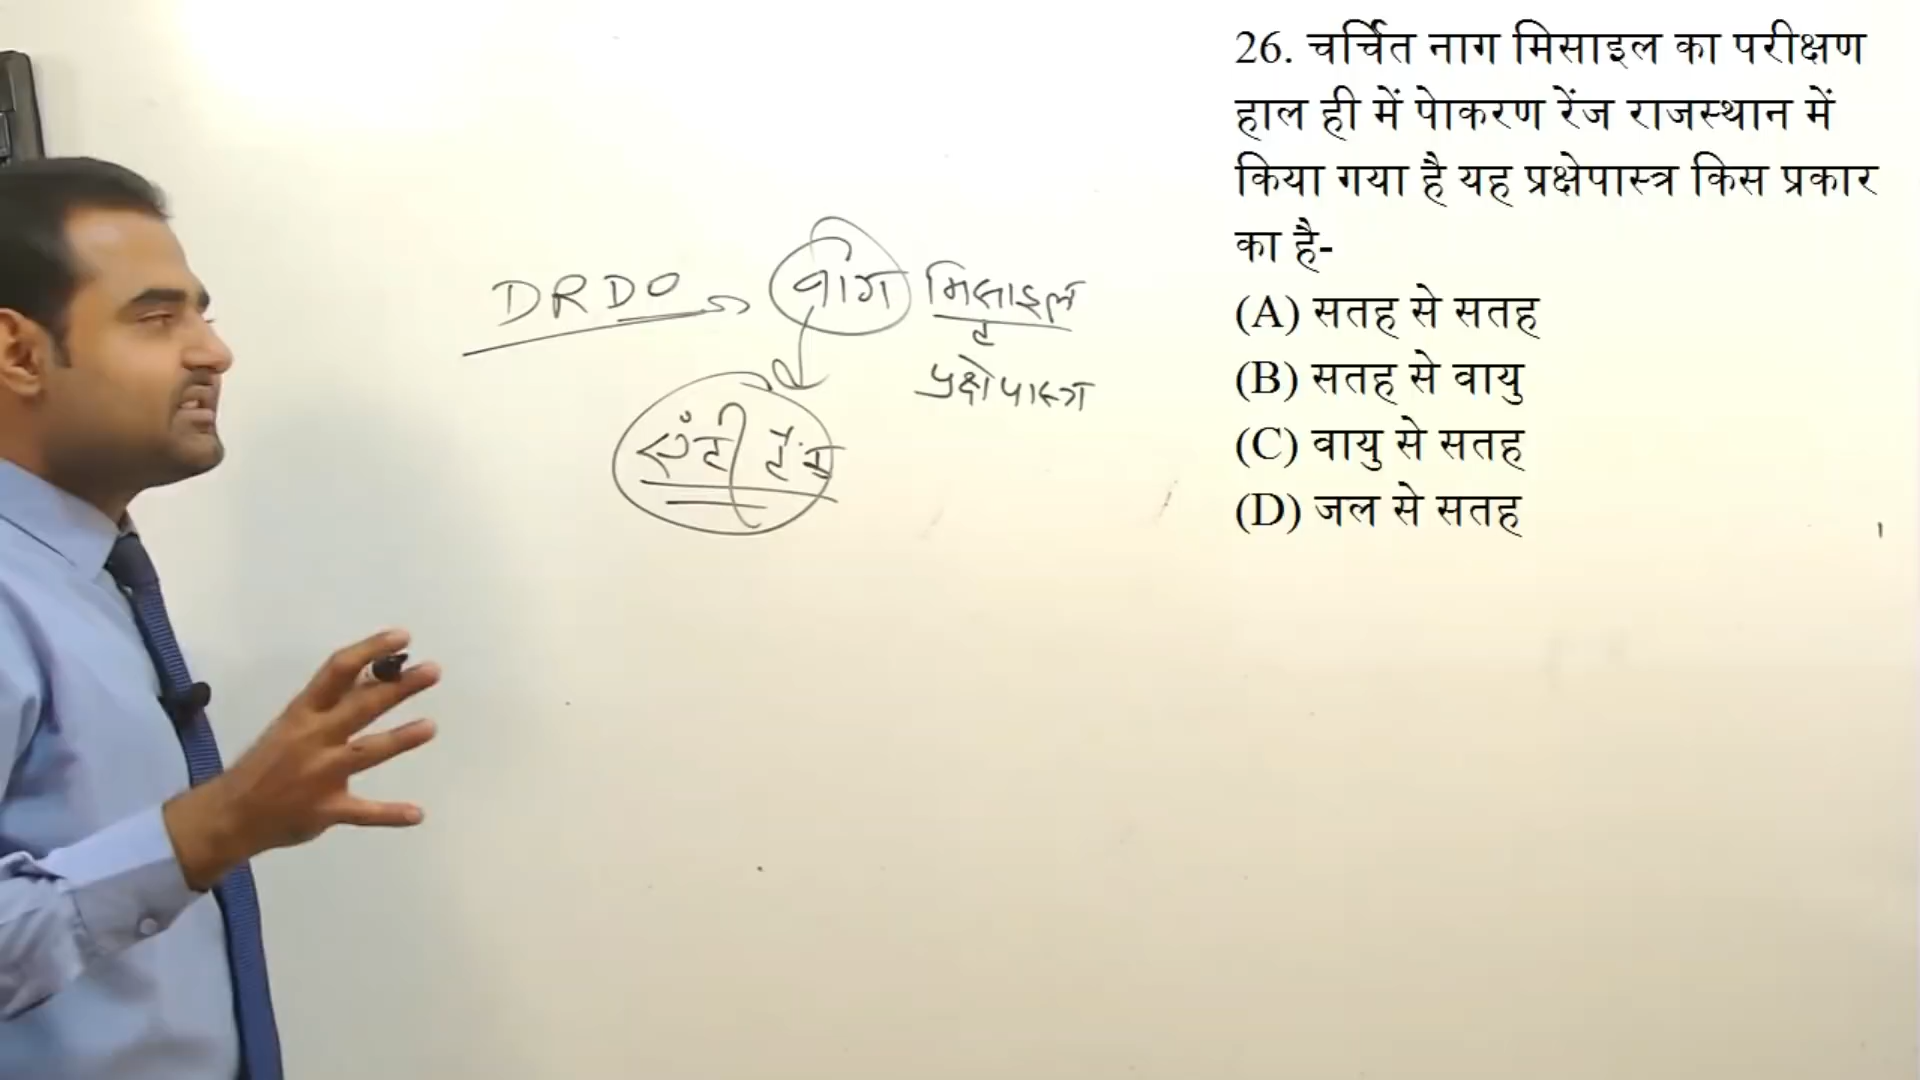 26. चर्चित नाग मिसाइल का परीक्षण
हाल ही में पेाकरण रेंज राजस्थान में
किया गया है यह प्रक्षेपास्त्र किस प्रकार
का है-
(A) सतह से सतह
(B) सतह से वायु
(C) वायु से सतह
(D) जल से सतह
DRDO नाग मिसाइल
प्रक्षेपास्त्र
एंटी टैंक